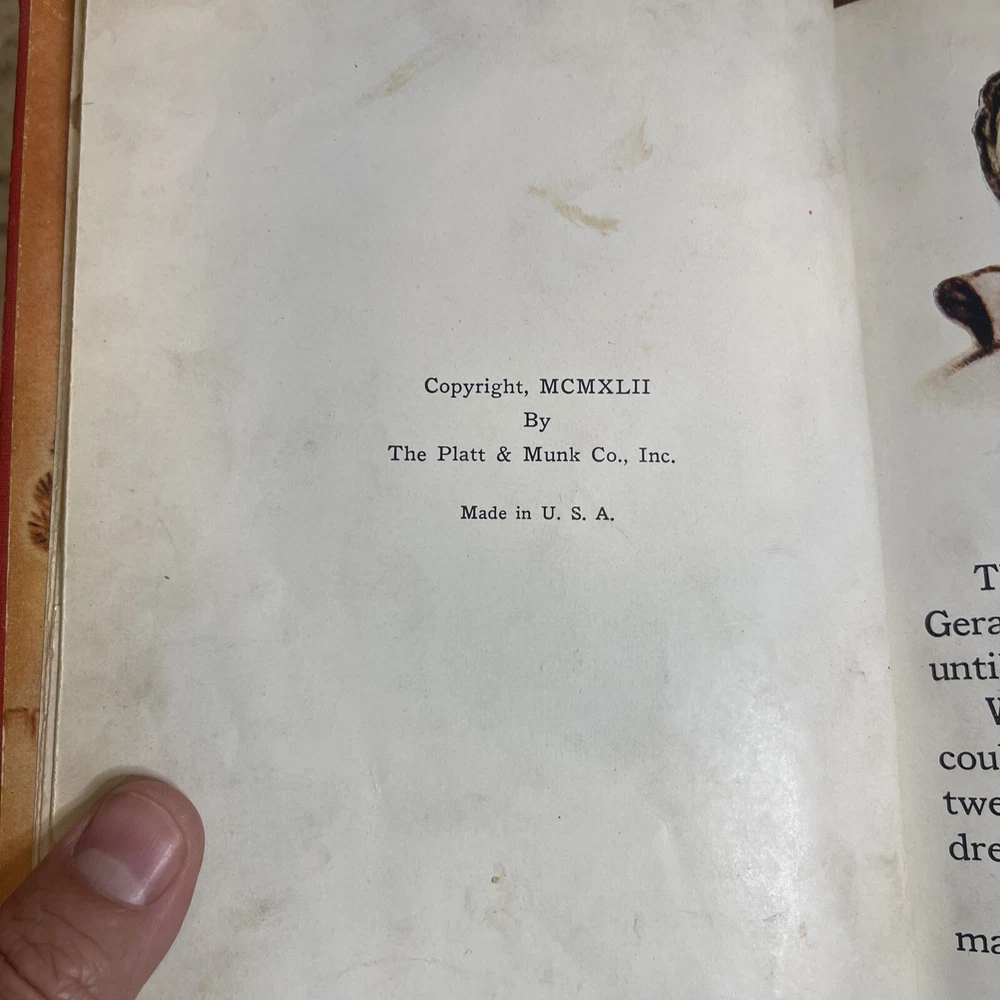 Copyright, MCMXLII
By
The Platt & Munk Co., Inc.
Made in U. S. A.